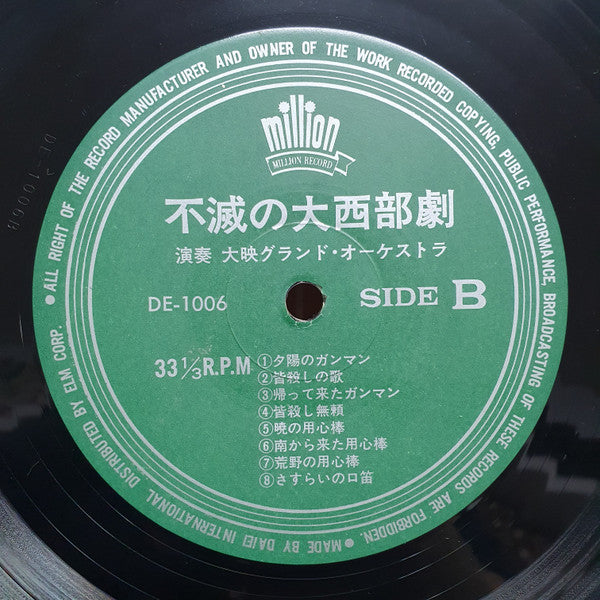 ● ALL RIGHT OF THE RECORD MANUFACTURER AND OWNER OF THE WORK RECORDED COPYING, PUBLIC PERFORMANCE, BROADCASTING OF THESE RECORDS ARE FORBIDDEN.
● MADE BY DAIEI INTERNATIONAL DISTRIBUTED BY ELM CORP.
million
MILLION RECORD
不滅の大西部劇
演奏 大映グランド・オーケストラ
DE-1006
SIDE B
33 1/3 R.P.M
①夕陽のガンマン
②皆殺しの歌
③帰って来たガンマン
④皆殺し無頼
⑤暁の用心棒
⑥南から来た用心棒
⑦荒野の用心棒
⑧さすらいの口笛
DE-1006B